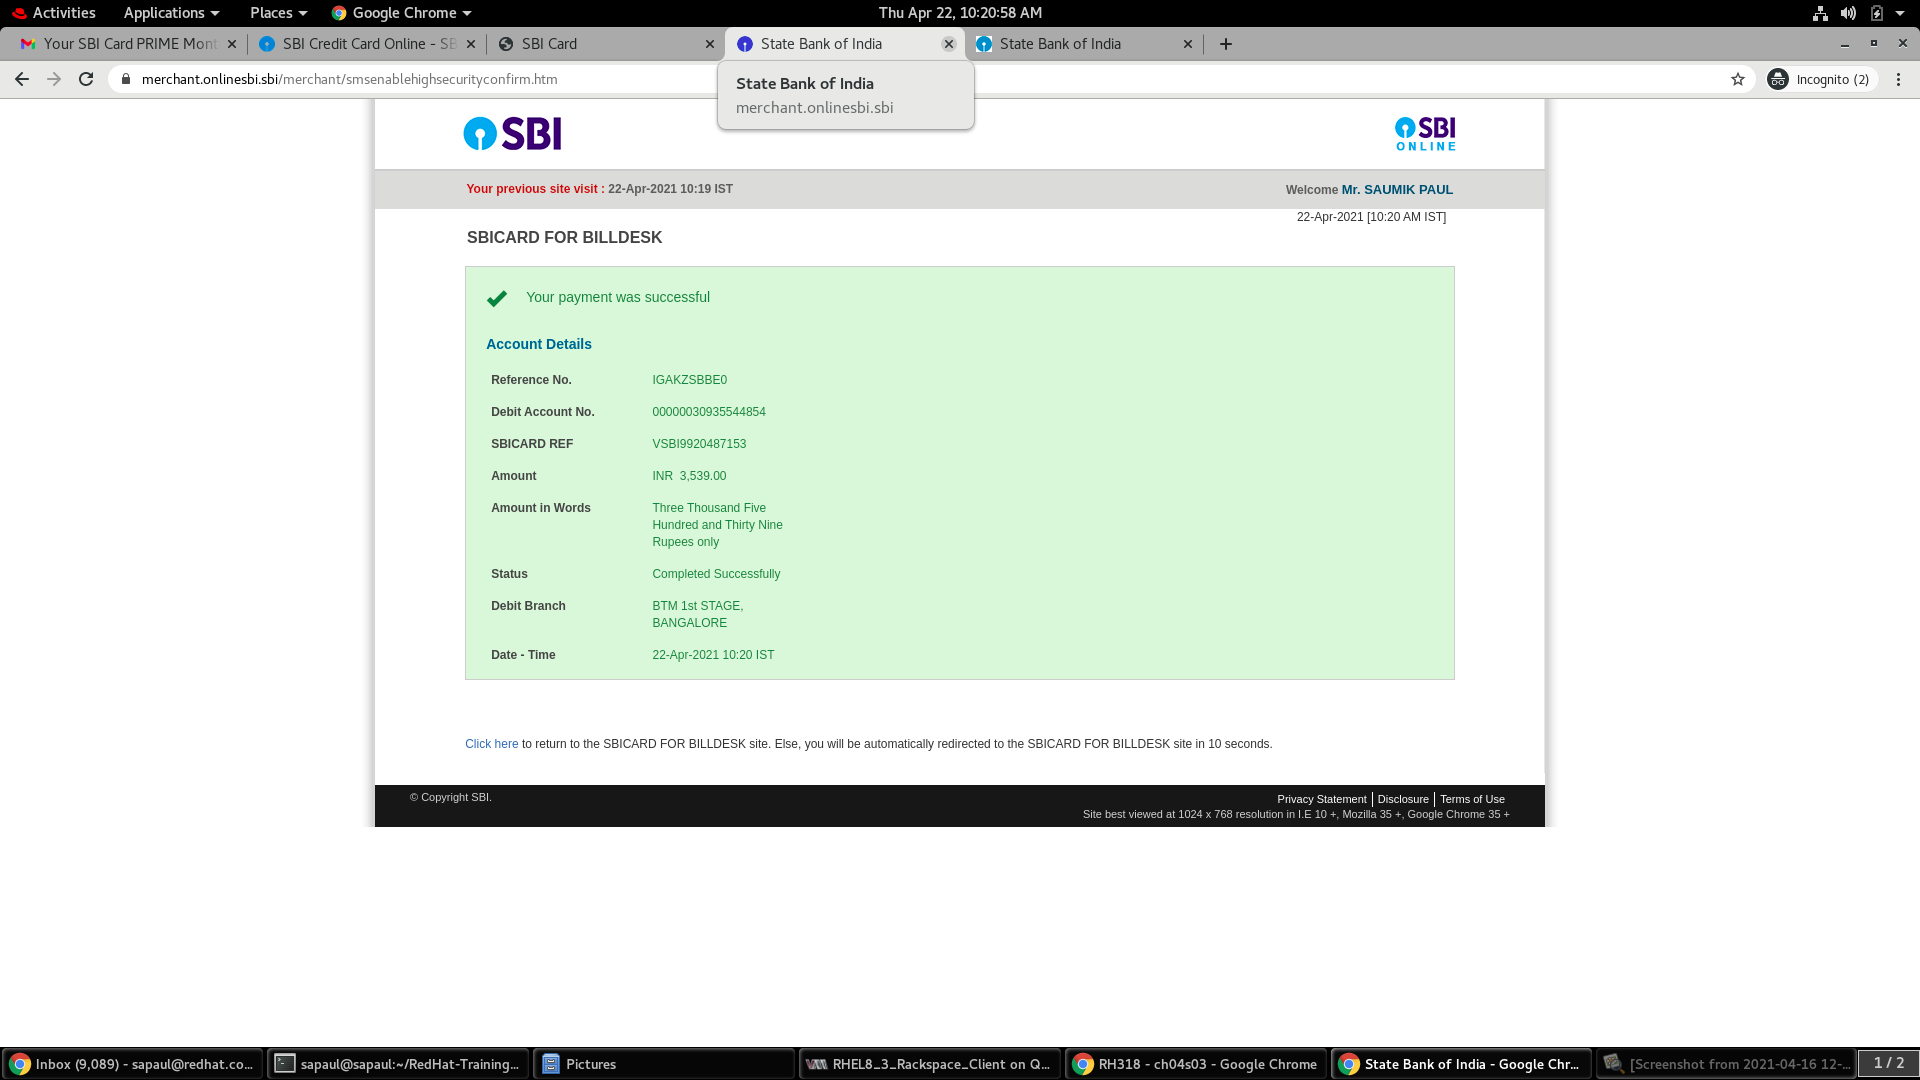 Activities Applications Places Google Chrome Thu Apr 22, 10:20:58 AM
Your SBI Card PRIME Mont SBI Credit Card Online - SB SBI Card State Bank of India State Bank of India
merchant.onlinesbi.sbi/merchant/smsenablehighsecurityconfirm.htm Incognito (2)
State Bank of India
merchant.onlinesbi.sbi
SBI
SBI
ONLINE
Your previous site visit : 22-Apr-2021 10:19 IST Welcome Mr. SAUMIK PAUL
22-Apr-2021 [10:20 AM IST]
SBICARD FOR BILLDESK
Your payment was successful
Account Details
Reference No. IGAKZSBBE0
Debit Account No. 00000030935544854
SBICARD REF VSBI9920487153
Amount INR 3,539.00
Amount in Words Three Thousand Five
Hundred and Thirty Nine
Rupees only
Status Completed Successfully
Debit Branch BTM 1st STAGE,
BANGALORE
Date - Time 22-Apr-2021 10:20 IST
Click here to return to the SBICARD FOR BILLDESK site. Else, you will be automatically redirected to the SBICARD FOR BILLDESK site in 10 seconds.
© Copyright SBI. Privacy Statement Disclosure Terms of Use
Site best viewed at 1024 x 768 resolution in I.E 10 +, Mozilla 35 +, Google Chrome 35 +
Inbox (9,089) - sapaul@redhat.co... sapaul@sapaul:~/RedHat-Training... Pictures RHEL8_3_Rackspace_Client on Q... RH318 - ch04s03 - Google Chrome State Bank of India - Google Chr... [Screenshot from 2021-04-16 12-... 1 / 2